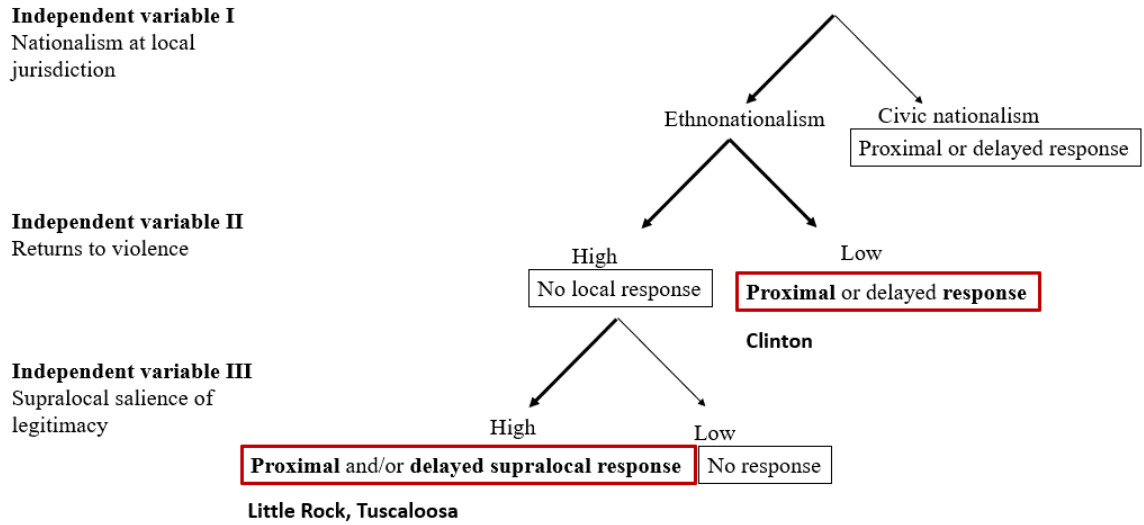 Independent variable I
Nationalism at local
jurisdiction
Ethnonationalism
Civic nationalism
Proximal or delayed response
Independent variable II
Returns to violence
High
Low
No local response
Proximal or delayed response
Clinton
Independent variable III
Supralocal salience of
legitimacy
High
Low
Proximal and/or delayed supralocal response
No response
Little Rock, Tuscaloosa